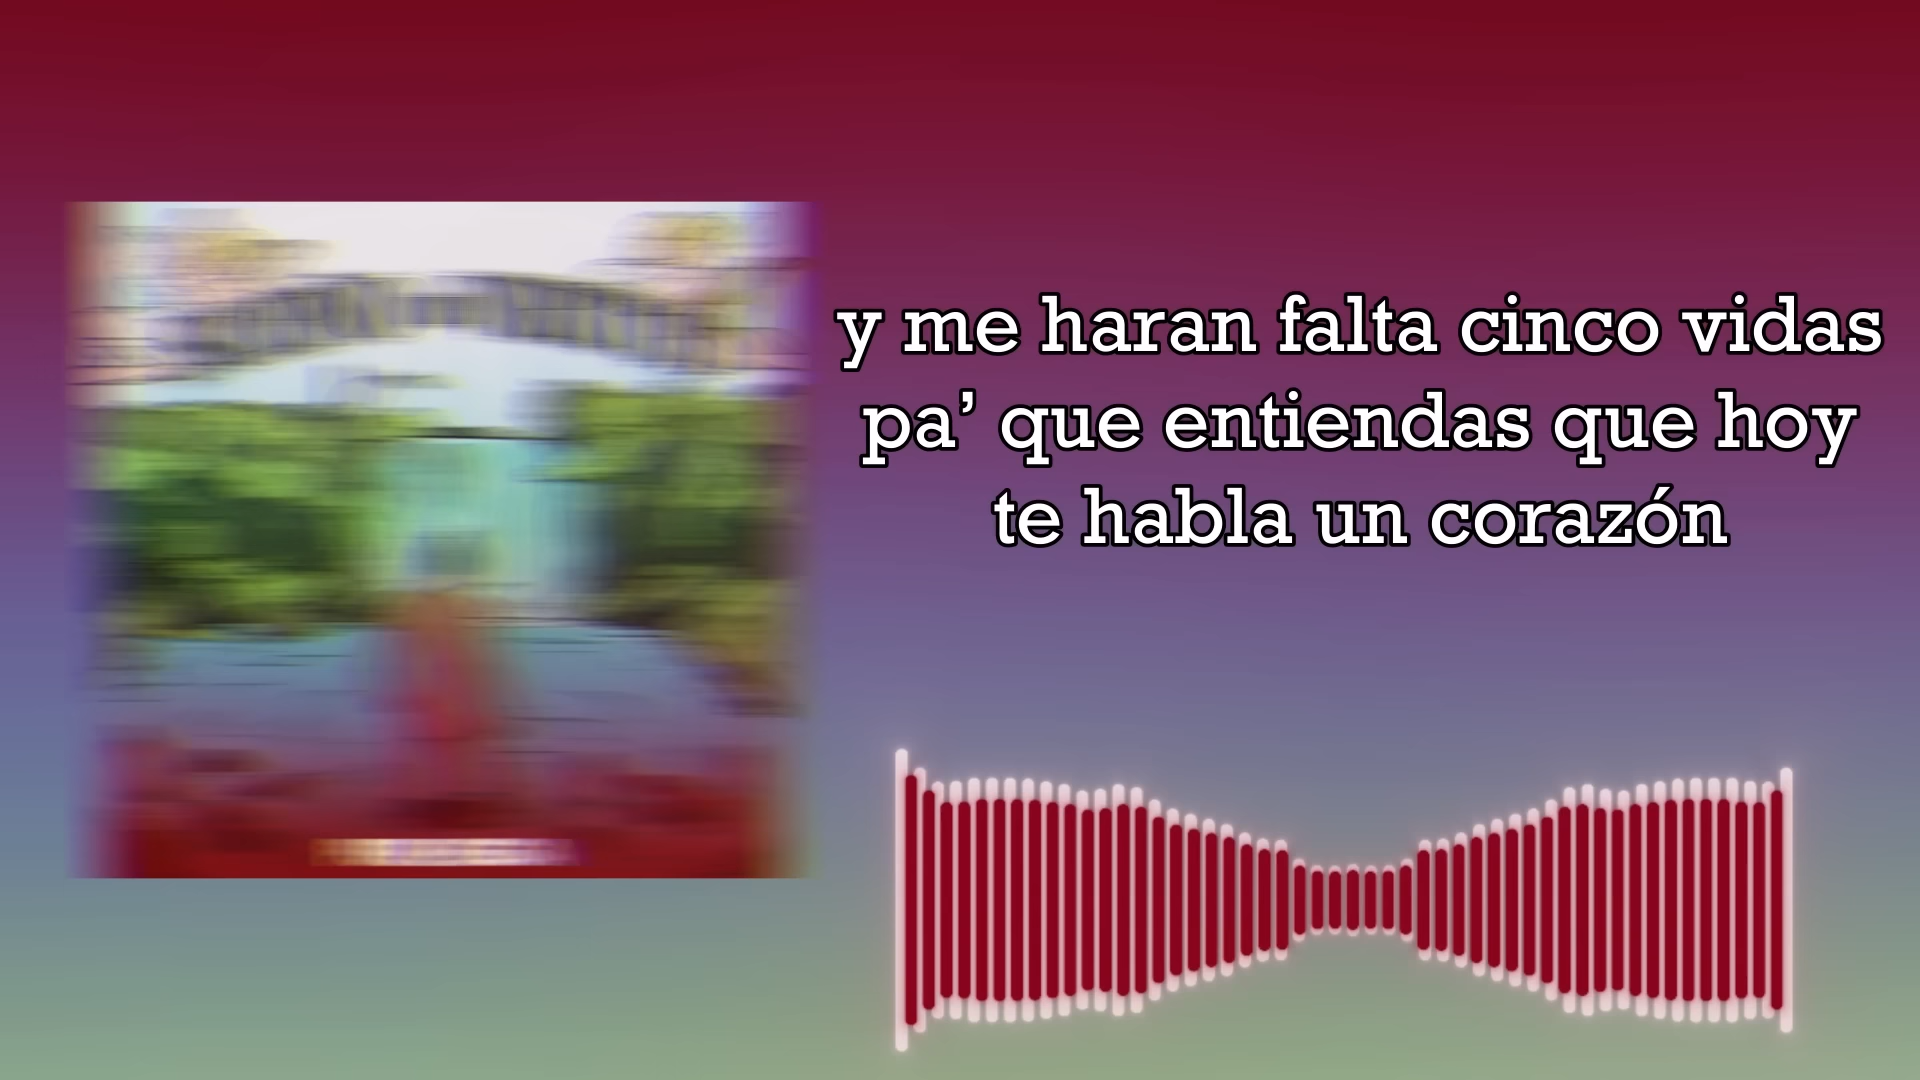 y me haran falta cinco vidas
pa’ que entiendas que hoy
te habla un corazón